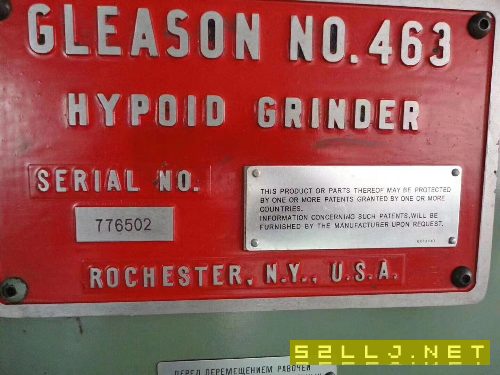 GLEASON NO. 463
HYPOID GRINDER
SERIAL NO.
776502
THIS PRODUCT OR PARTS THEREOF MAY BE PROTECTED
BY ONE OR MORE PATENTS GRANTED BY ONE OR MORE
COUNTRIES.
INFORMATION CONCERNING SUCH PATENTS, WILL BE
FURNISHED BY THE MANUFACTURER UPON REQUEST.
ROCHESTER, N.Y., U.S.A.
ПЕРЕД ПЕРЕМЕЩЕНИЕМ РАБОЧЕЙ
52LLJ.NET